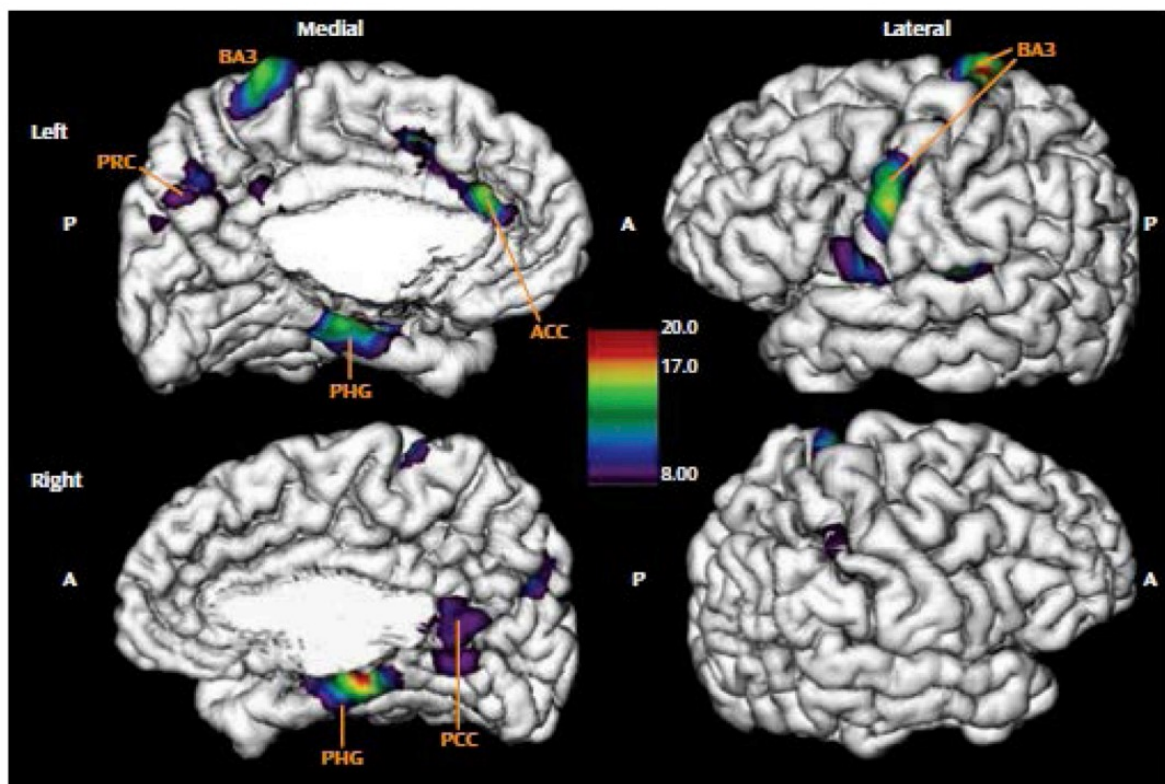 Medial
Lateral
BA3
BA3
Left
PRC
P
A
P
ACC
PHG
20.0
17.0
8.00
Right
A
P
A
PHG
PCC